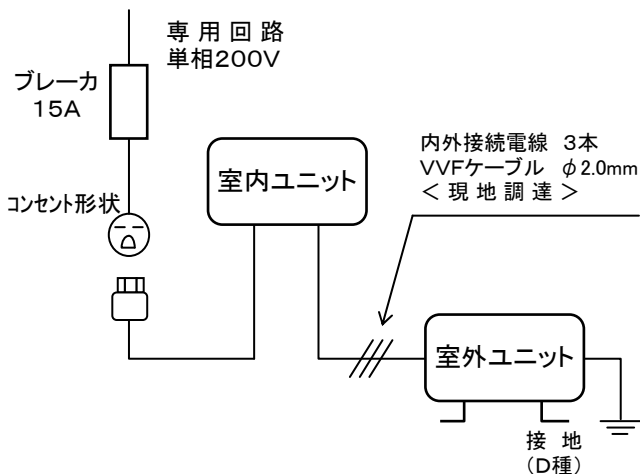 専用回路
単相200V
ブレーカ
15A
コンセント形状
室内ユニット
内外接続電線 3本
VVFケーブル φ2.0mm
<現地調達>
室外ユニット
接地
(D種)